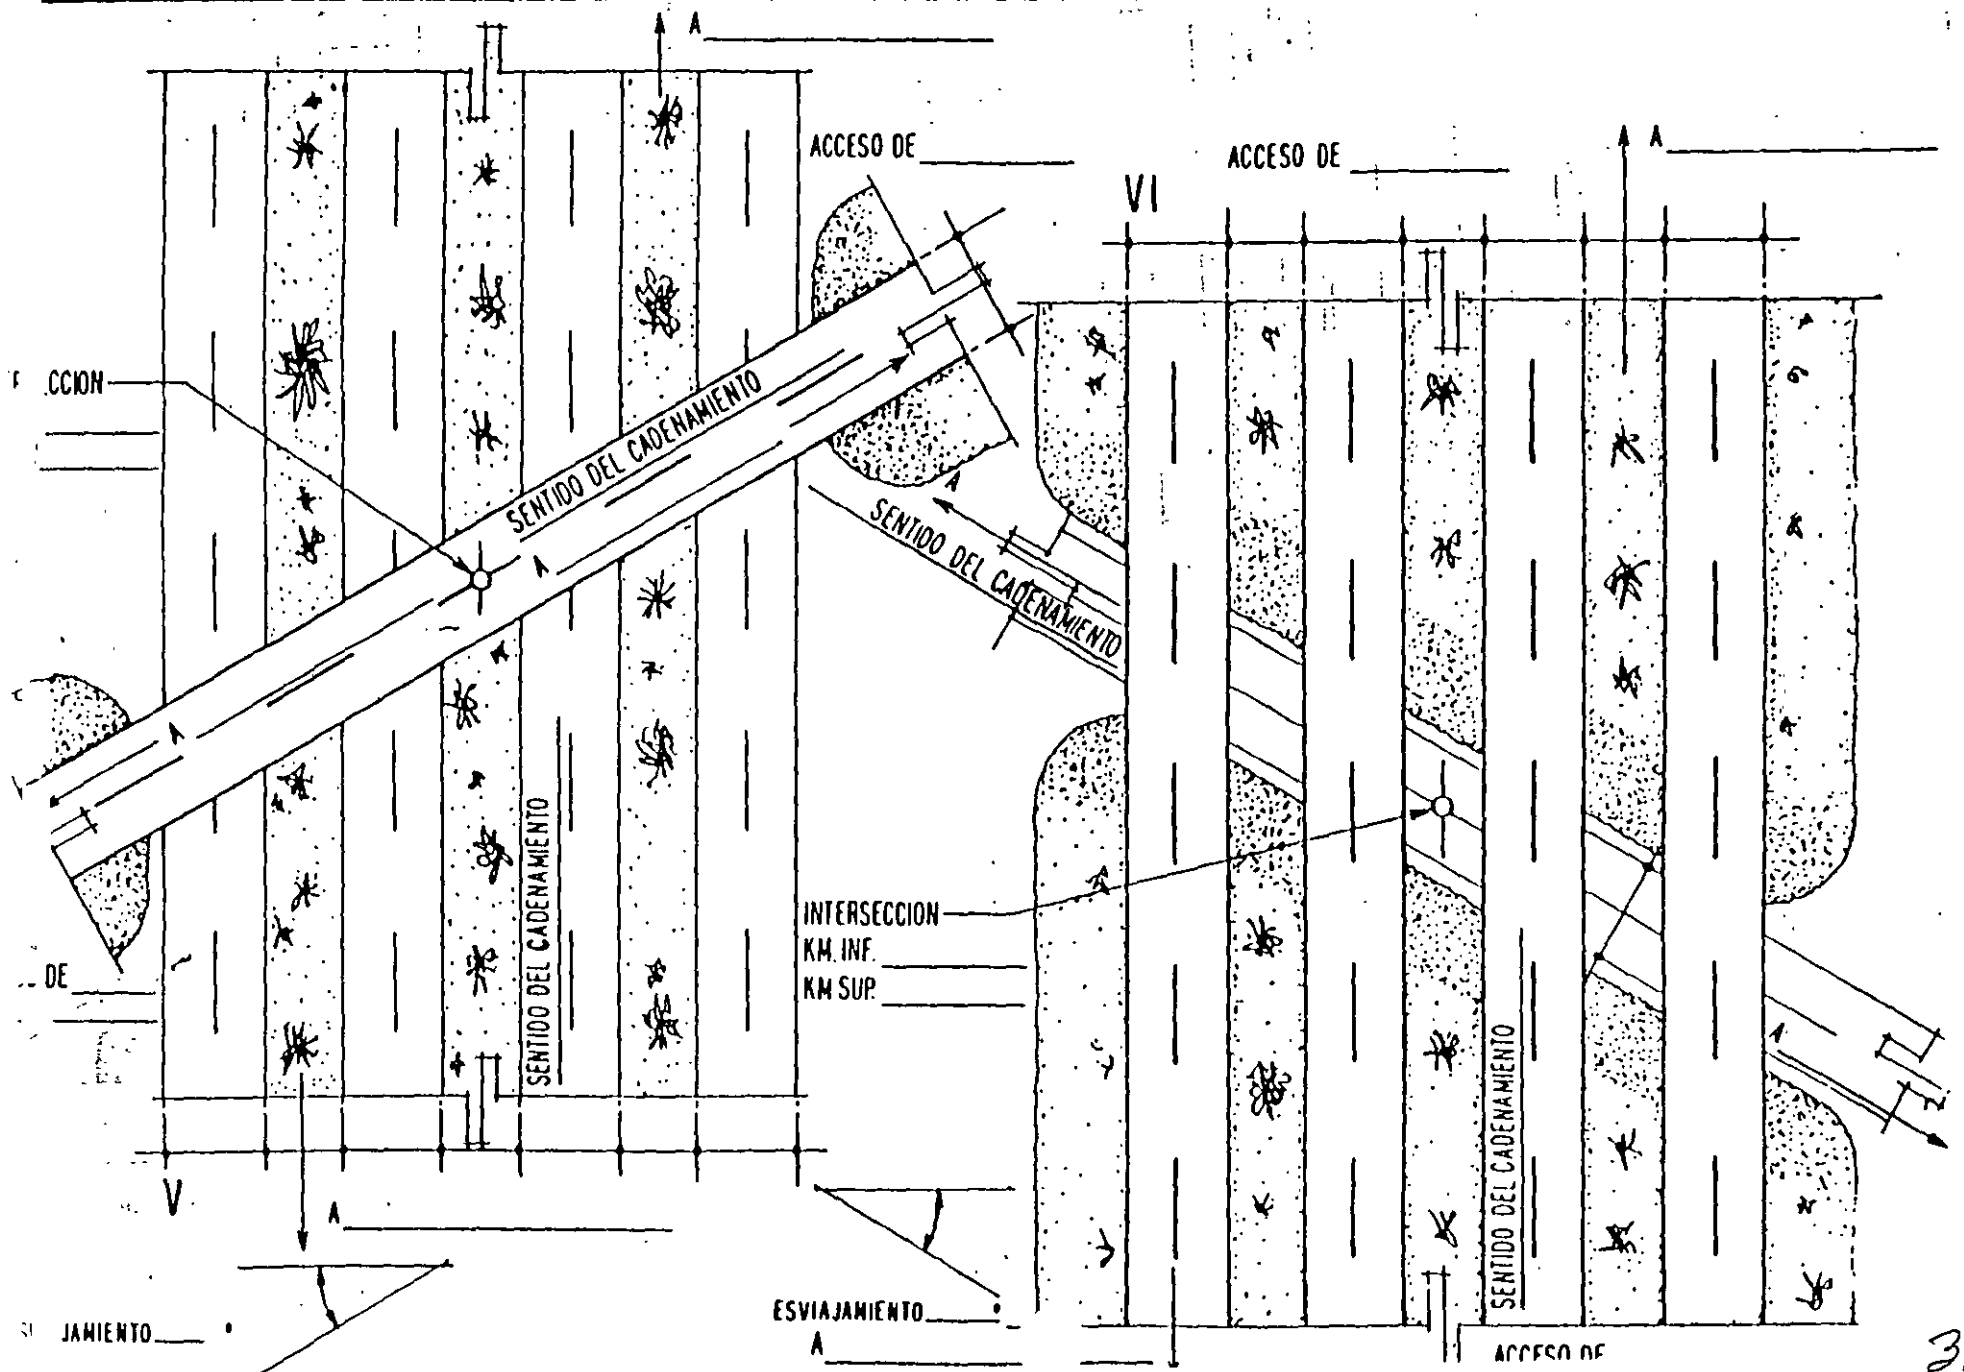 A
ACCESO DE
CCION
SENTIDO DEL CADENAMIENTO
A
A
SENTIDO DEL CADENAMIENTO
DE
V
A
JAMIENTO
ACCESO DE
A
VI
A
SENTIDO DEL CADENAMIENTO
INTERSECCION
KM. INF.
KM SUP.
SENTIDO DEL CADENAMIENTO
A
ESVIAJAMIENTO
A
ACCESO DE
3